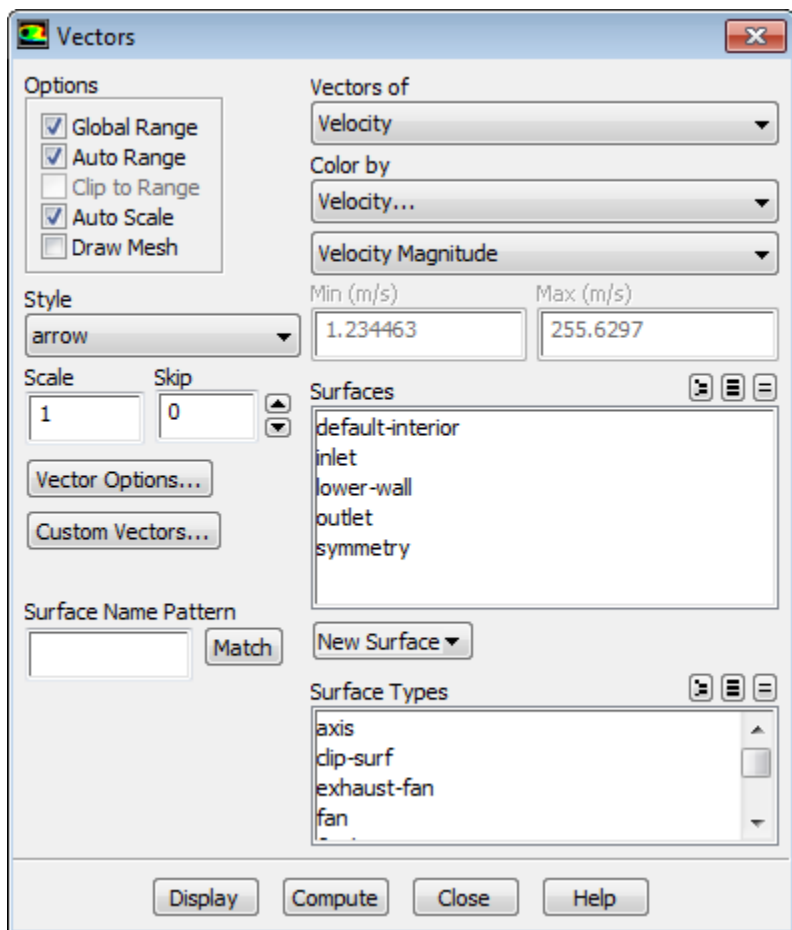 Vectors
Options
Global Range
Auto Range
Clip to Range
Auto Scale
Draw Mesh
Style
arrow
Scale Skip
1 0
Vector Options...
Custom Vectors...
Surface Name Pattern
Match
Vectors of
Velocity
Color by
Velocity...
Velocity Magnitude
Min (m/s) Max (m/s)
1.234463 255.6297
Surfaces
default-interior
inlet
lower-wall
outlet
symmetry
New Surface
Surface Types
axis
clip-surf
exhaust-fan
fan
Display Compute Close Help